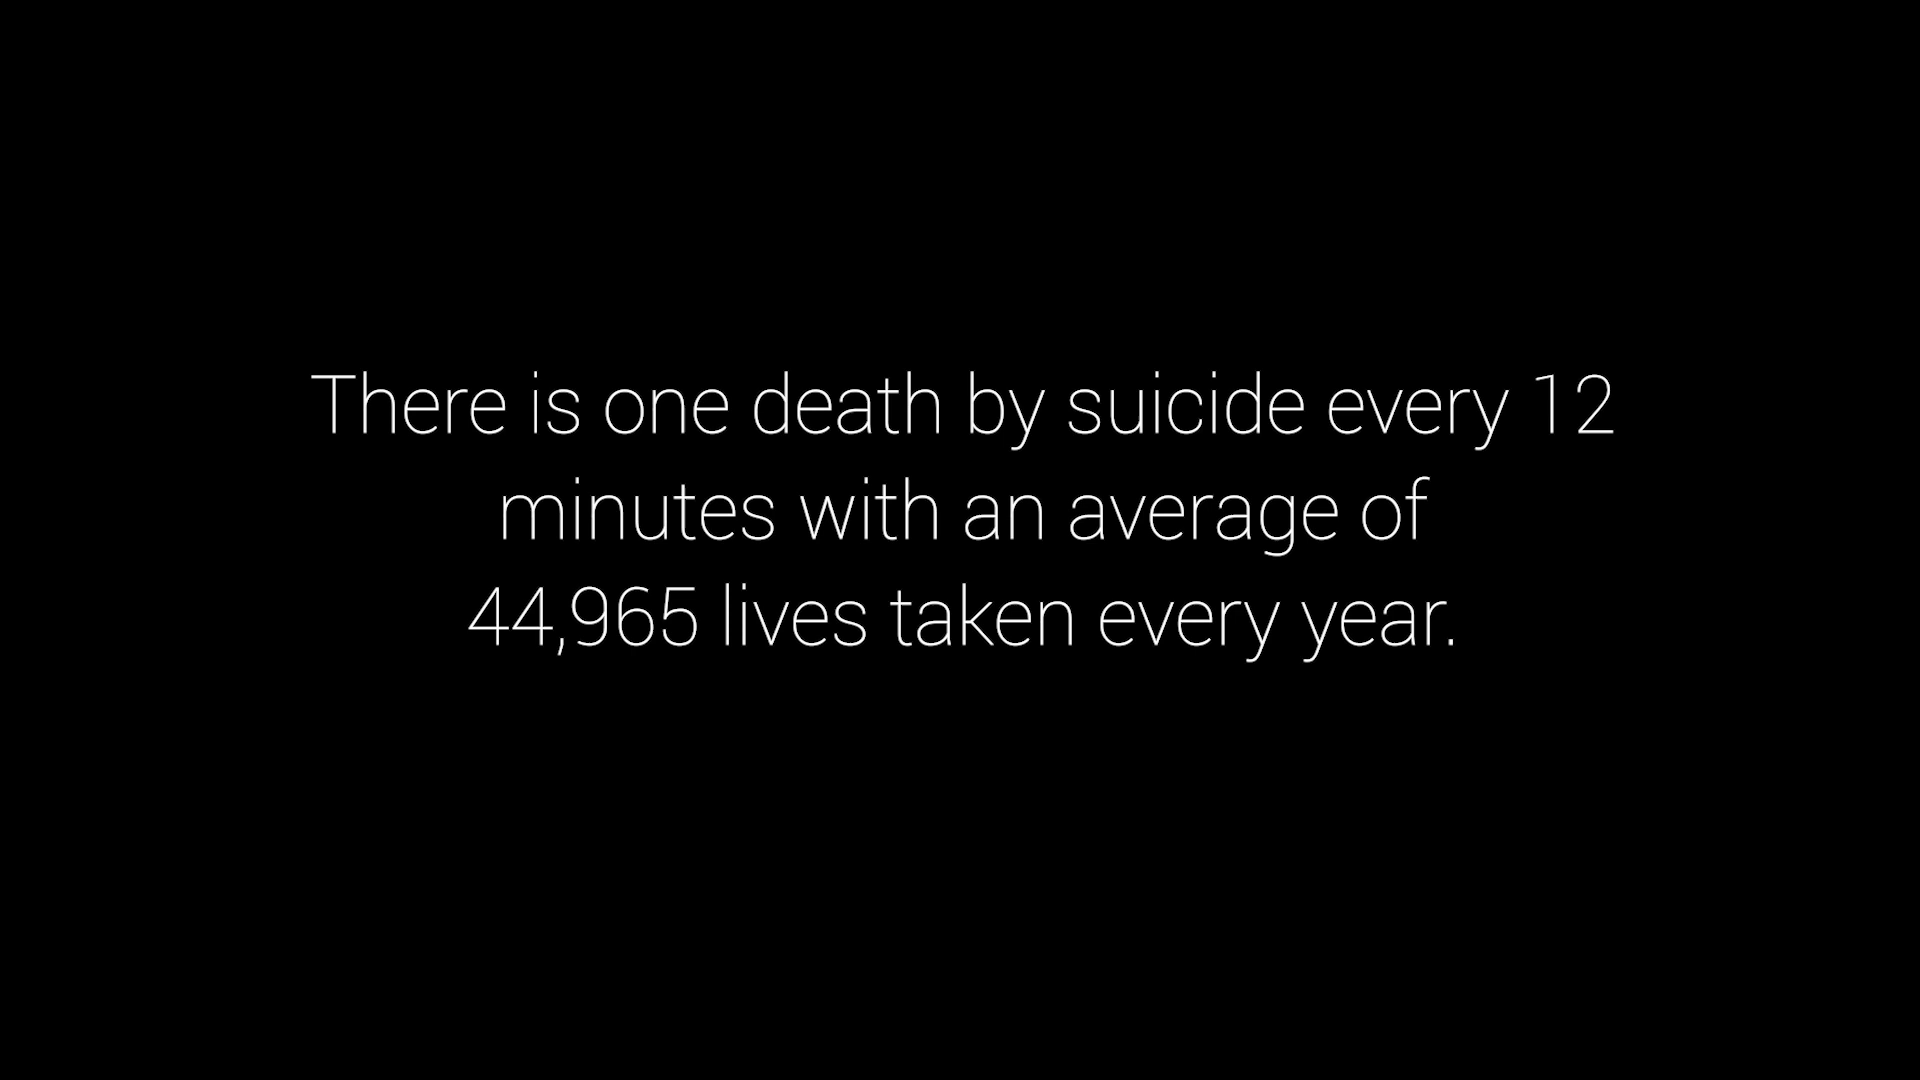 There is one death by suicide every 12
minutes with an average of
44,965 lives taken every year.